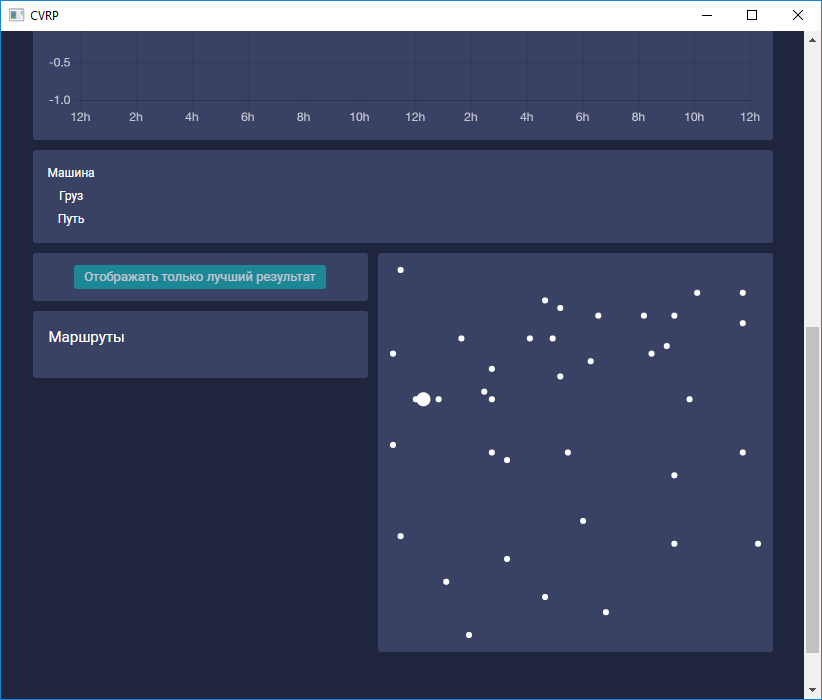 CVRP
-0.5
-1.0
12h 2h 4h 6h 8h 10h 12h 2h 4h 6h 8h 10h 12h
Машина
Груз
Путь
Отображать только лучший результат
Маршруты